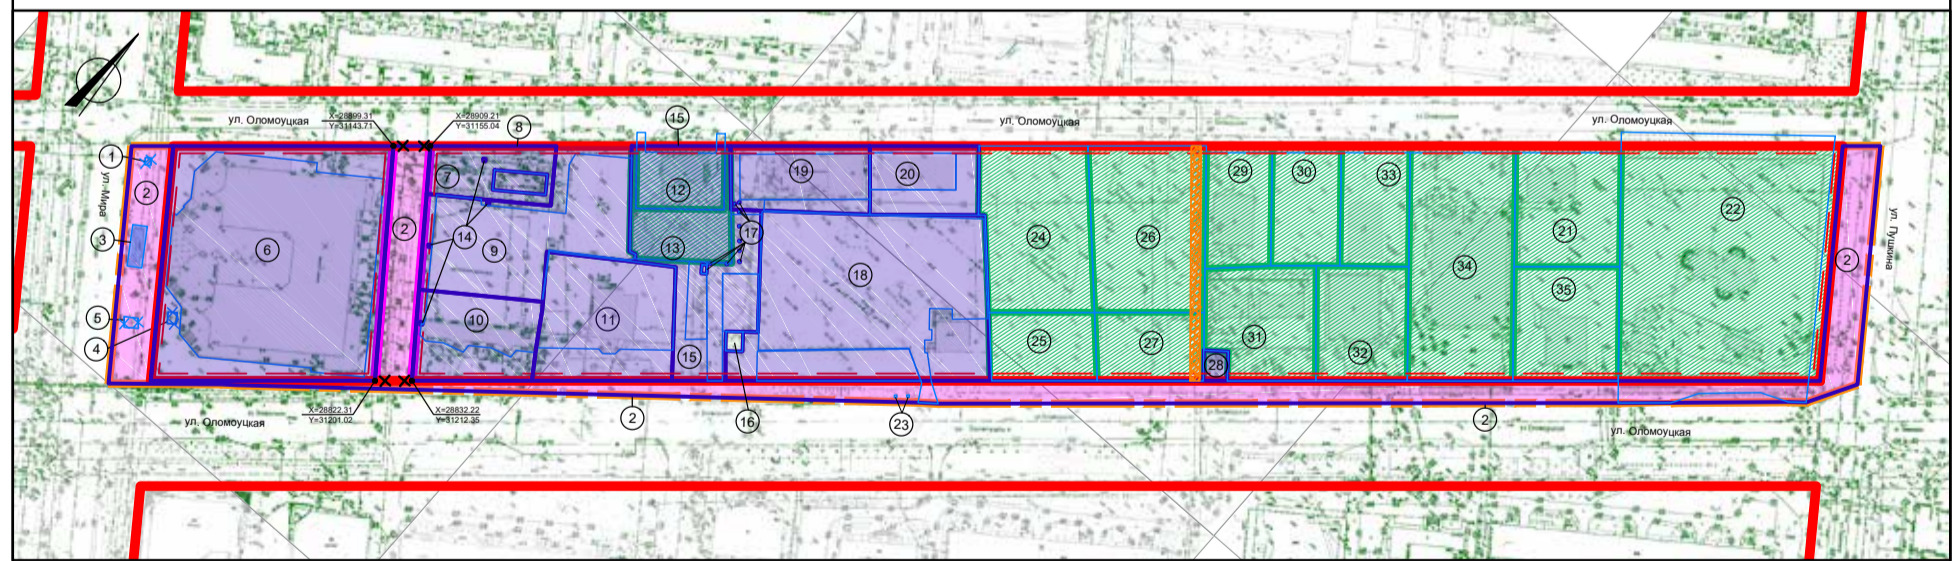 ул. Оломоуцкая
X=28899.31
Y=31143.71
X=28909.21
Y=31155.04
8
15
ул. Оломоуцкая
ул. Оломоуцкая
1
2
ул. Мира
3
5
4
6
2
7
14
9
10
11
12
13
15
16
17
19
20
18
24
26
25
27
29
30
33
31
28
32
34
21
35
22
2
ул. Пушкина
X=28822.31
Y=31201.02
X=28832.22
Y=31212.35
ул. Оломоуцкая
2
23
2
ул. Оломоуцкая